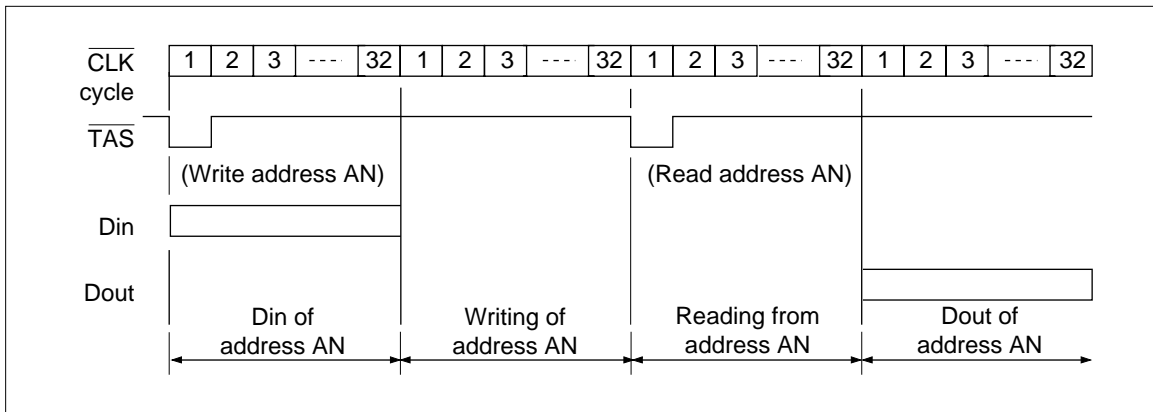 CLK 1 2 3 ---- 32 1 2 3 ---- 32 1 2 3 ---- 32 1 2 3 ---- 32
cycle
TAS
(Write address AN) (Read address AN)
Din
Dout
Din of address AN
Writing of address AN
Reading from address AN
Dout of address AN